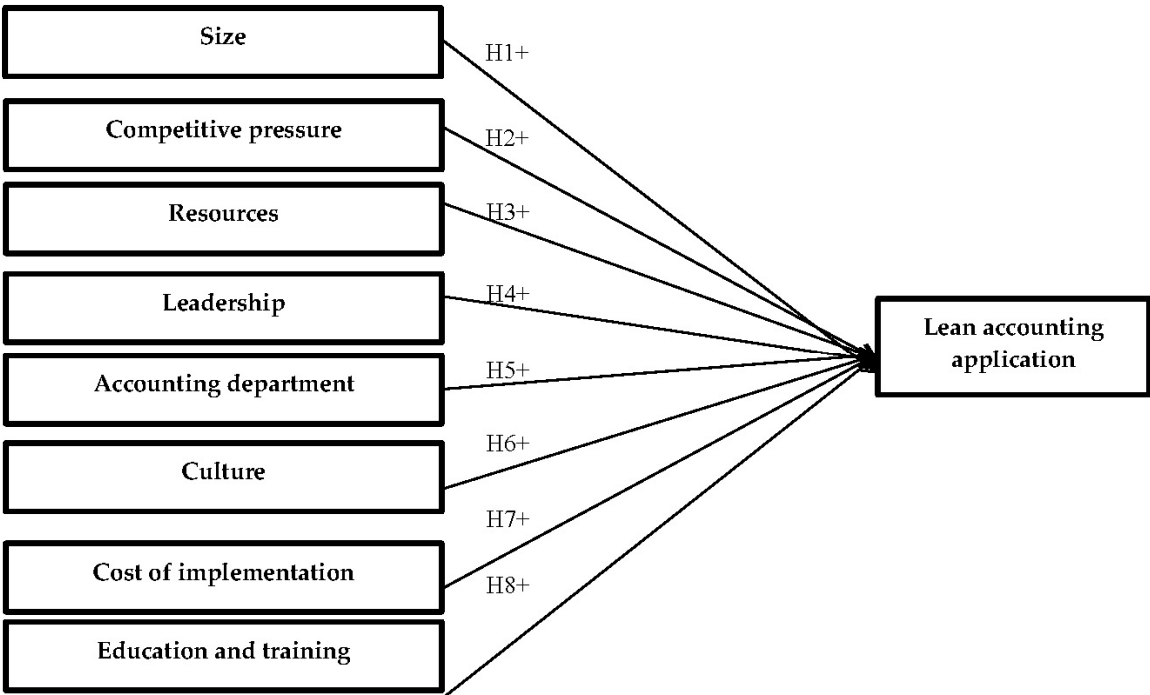 Size
H1+
Competitive pressure
H2+
Resources
H3+
Leadership
H4+
Accounting department
H5+
Culture
H6+
Cost of implementation
H7+
Education and training
H8+
Lean accounting
application